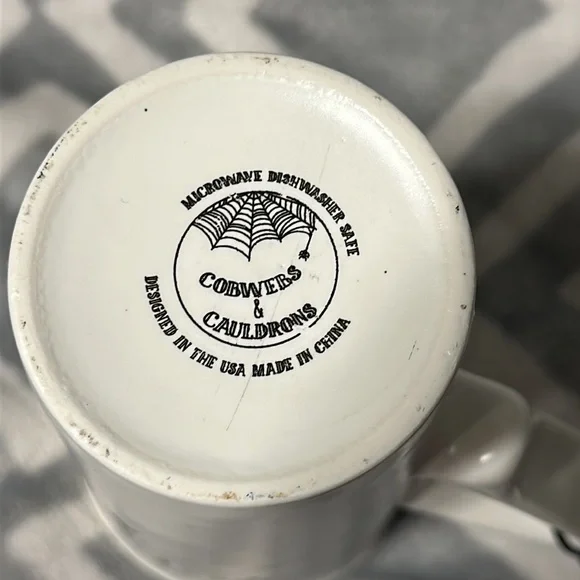 MICROWAVE DISHWASHER SAFE
COBWEBS
&
CAULDRONS
DESIGNED IN THE USA MADE IN CHINA